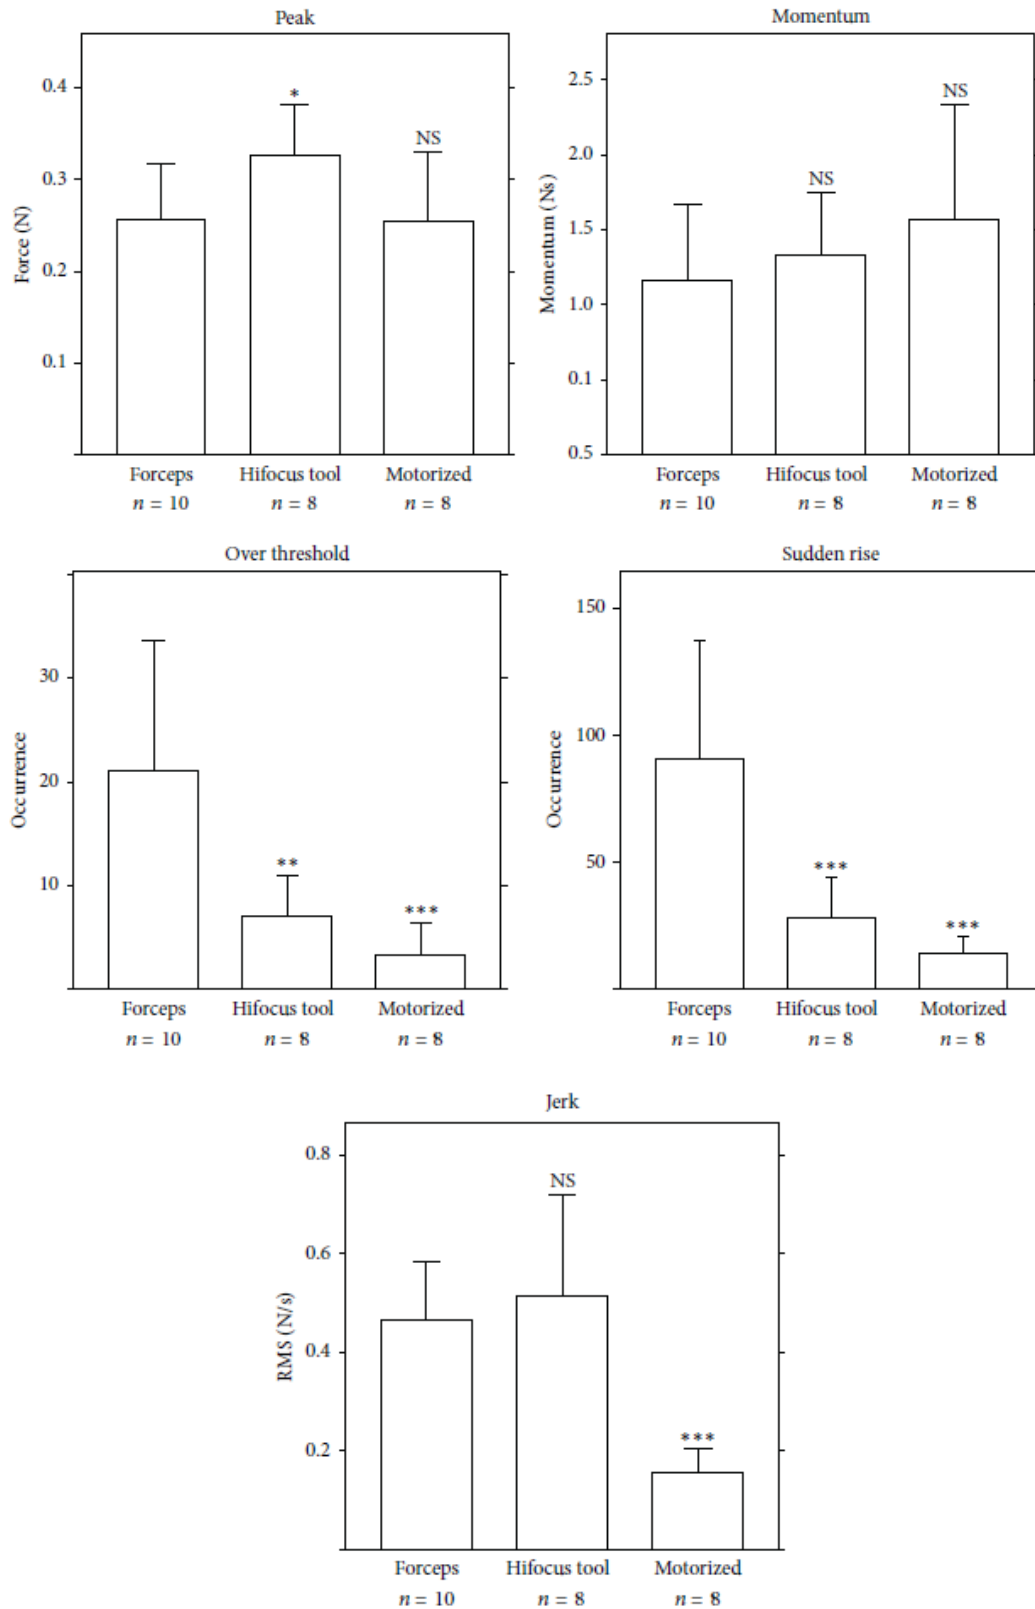 Peak
Force (N)
0.4
0.3
0.2
0.1
*
NS
Forceps
Hifocus tool
Motorized
n = 10
n = 8
n = 8
Momentum
Momentum (Ns)
2.5
2.0
1.5
1.0
0.1
0.5
NS
NS
Forceps
Hifocus tool
Motorized
n = 10
n = 8
n = 8
Over threshold
Occurrence
30
20
10
**
***
Forceps
Hifocus tool
Motorized
n = 10
n = 8
n = 8
Sudden rise
Occurrence
150
100
50
***
***
Forceps
Hifocus tool
Motorized
n = 10
n = 8
n = 8
Jerk
RMS (N/s)
0.8
0.6
0.4
0.2
NS
***
Forceps
Hifocus tool
Motorized
n = 10
n = 8
n = 8